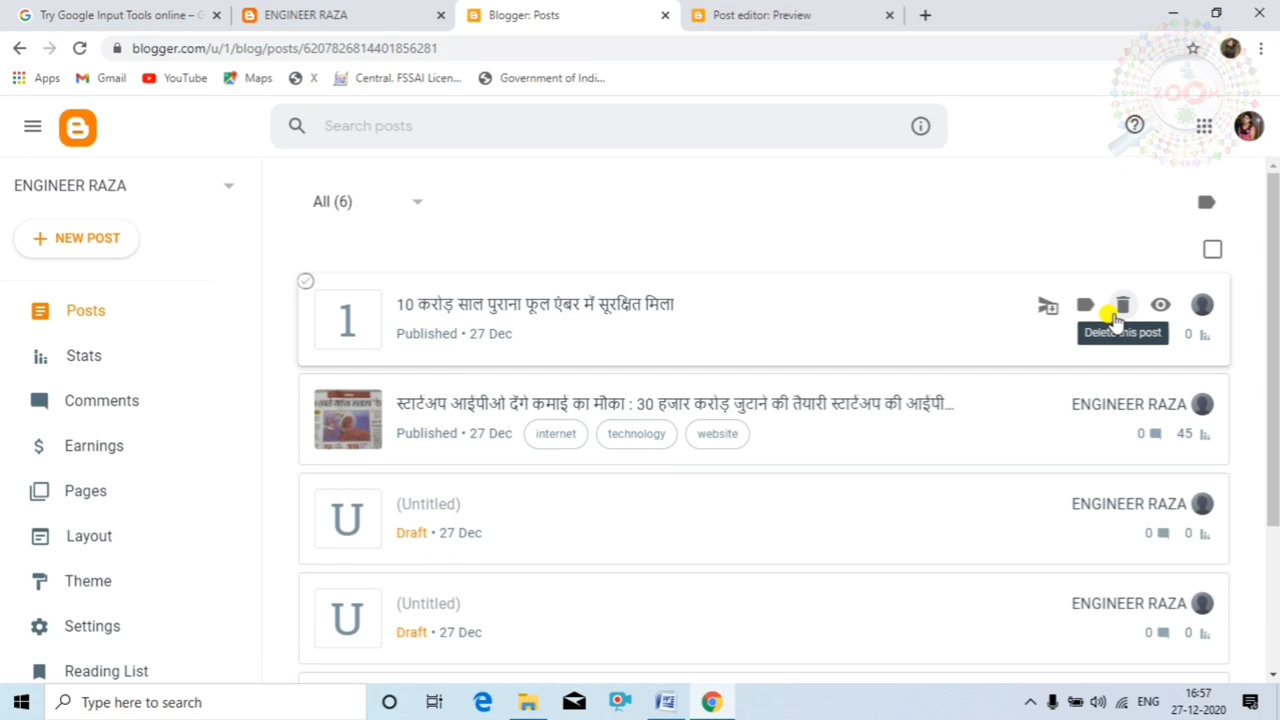 Try Google Input Tools online – G
ENGINEER RAZA
Blogger: Posts
Post editor: Preview
blogger.com/u/1/blog/posts/6207826814401856281
Apps
Gmail
YouTube
Maps
X
Central. FSSAI Licen...
Government of Indi...
ZOOM
Search posts
ENGINEER RAZA
All (6)
NEW POST
Posts
Stats
Comments
Earnings
Pages
Layout
Theme
Settings
Reading List
1
10 करोड़ साल पुराना फूल एंबर में सूरक्षित मिला
Published • 27 Dec
Delete this post
0
स्टार्टअप आईपीओ देंगे कमाई का मौका : 30 हजार करोड़ जुटाने की तैयारी स्टार्टअप की आईपी...
ENGINEER RAZA
Published • 27 Dec
internet
technology
website
0
45
U
(Untitled)
ENGINEER RAZA
Draft • 27 Dec
0
0
U
(Untitled)
ENGINEER RAZA
Draft • 27 Dec
0
0
Type here to search
ENG
16:57
27-12-2020